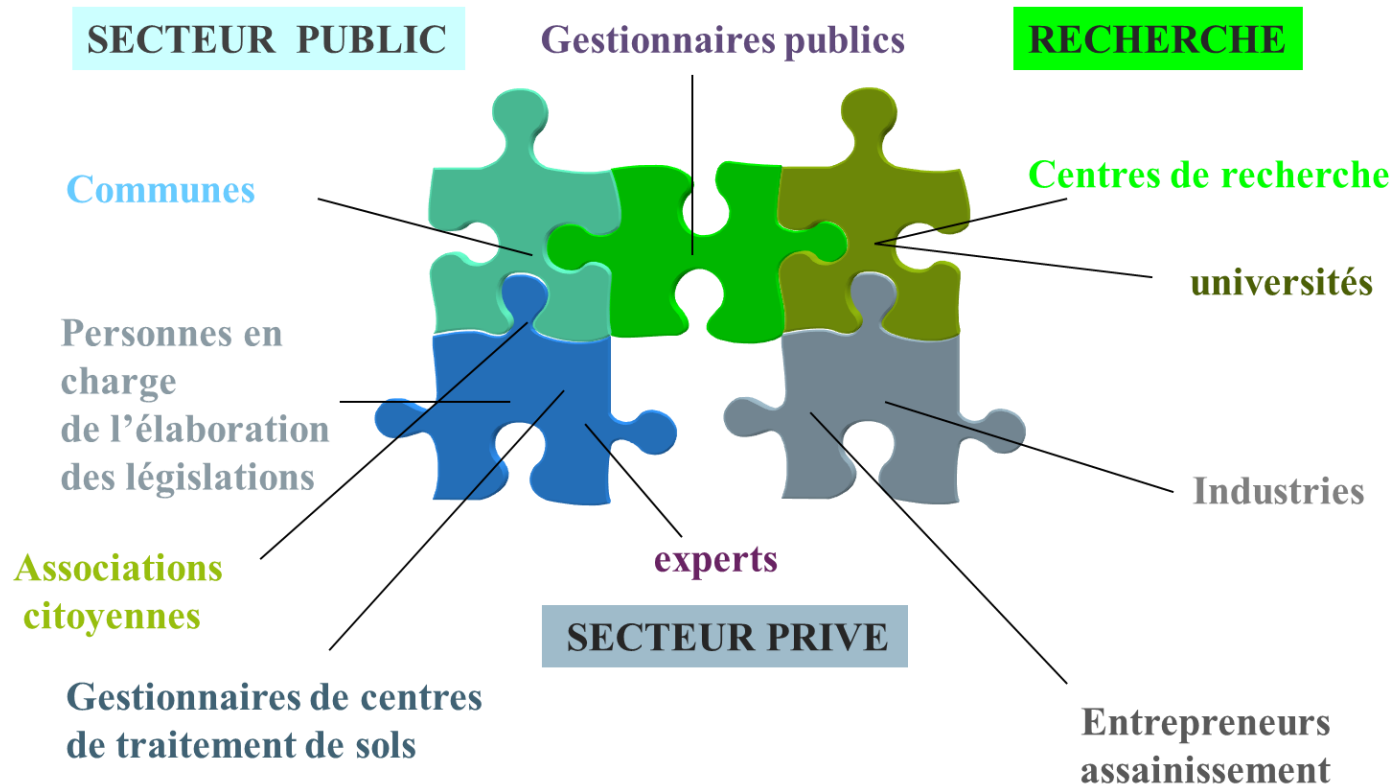 SECTEUR PUBLIC
Gestionnaires publics
RECHERCHE
Communes
Centres de recherche
universités
Personnes en
charge
de l’élaboration
des législations
Industries
Associations
citoyennes
experts
SECTEUR PRIVE
Gestionnaires de centres
de traitement de sols
Entrepreneurs
assainissement